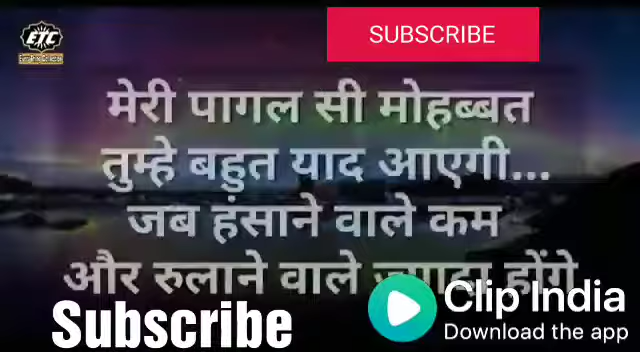 ETC
SUBSCRIBE
मेरी पागल सी मोहब्बत
तुम्हे बहुत याद आएगी...
जब हंसाने वाले कम
और रुलाने वाले होंगे
Clip India
Download the app
Subscribe